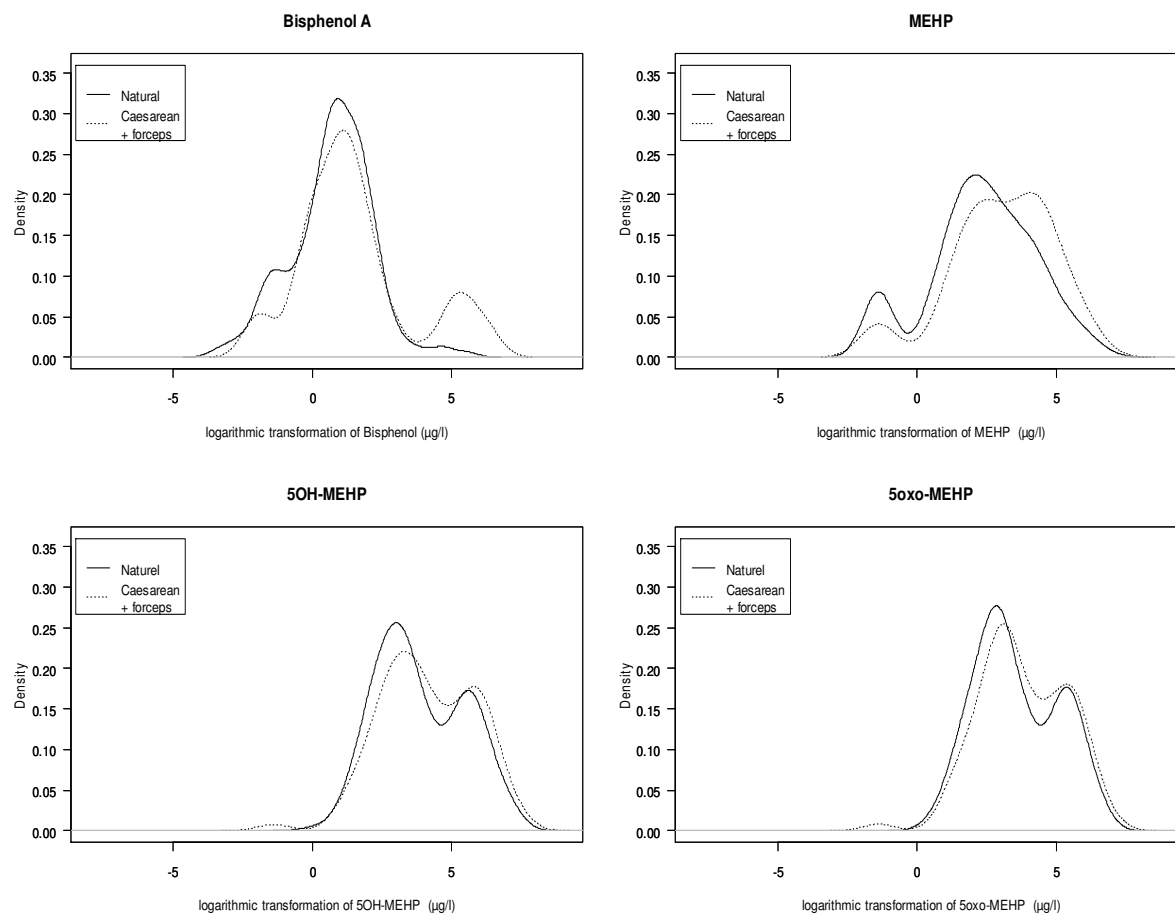 Bisphenol A
0.35
0.30
0.25
0.20
0.15
0.10
0.05
0.00
Density
Natural
Caesarean
+ forceps
-5 0 5
logarithmic transformation of Bisphenol (µg/l)
MEHP
0.35
0.30
0.25
0.20
0.15
0.10
0.05
0.00
Density
Natural
Caesarean
+ forceps
-5 0 5
logarithmic transformation of MEHP (µg/l)
5OH-MEHP
0.35
0.30
0.25
0.20
0.15
0.10
0.05
0.00
Density
Naturel
Caesarean
+ forceps
-5 0 5
logarithmic transformation of 5OH-MEHP (µg/l)
5oxo-MEHP
0.35
0.30
0.25
0.20
0.15
0.10
0.05
0.00
Density
Naturel
Caesarean
+ forceps
-5 0 5
logarithmic transformation of 5oxo-MEHP (µg/l)